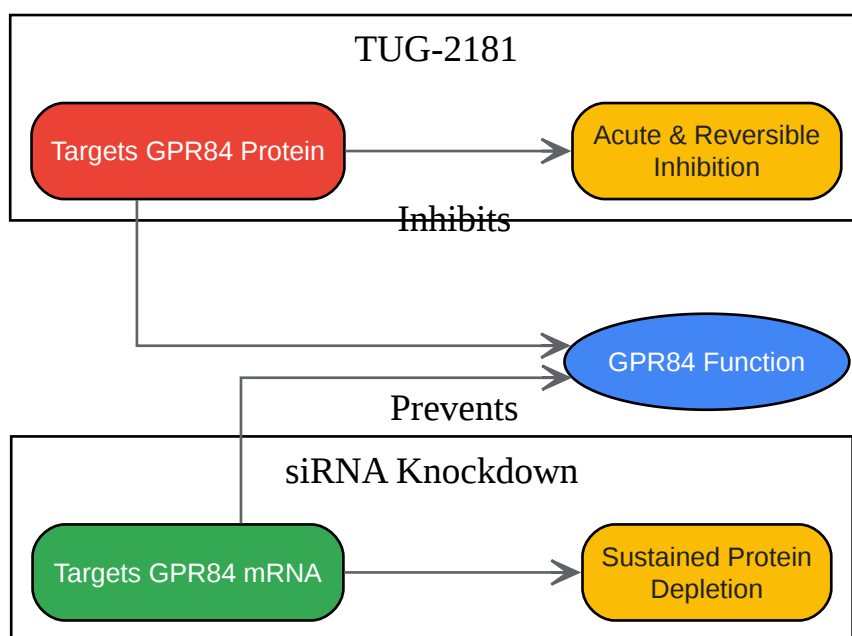 TUG-2181
Targets GPR84 Protein
Acute & Reversible
Inhibition
Inhibits
GPR84 Function
Prevents
siRNA Knockdown
Targets GPR84 mRNA
Sustained Protein
Depletion